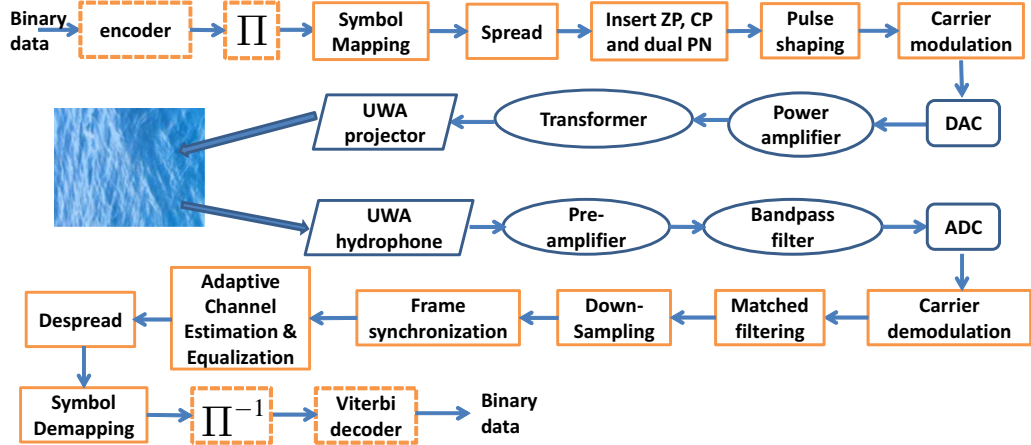 Binary
data
encoder
∏
Symbol
Mapping
Spread
Insert ZP, CP
and dual PN
Pulse
shaping
Carrier
modulation
UWA
projector
Transformer
Power
amplifier
DAC
UWA
hydrophone
Pre-
amplifier
Bandpass
filter
ADC
Despread
Adaptive
Channel
Estimation &
Equalization
Frame
synchronization
Down-
Sampling
Matched
filtering
Carrier
demodulation
Symbol
Demapping
∏⁻¹
Viterbi
decoder
Binary
data